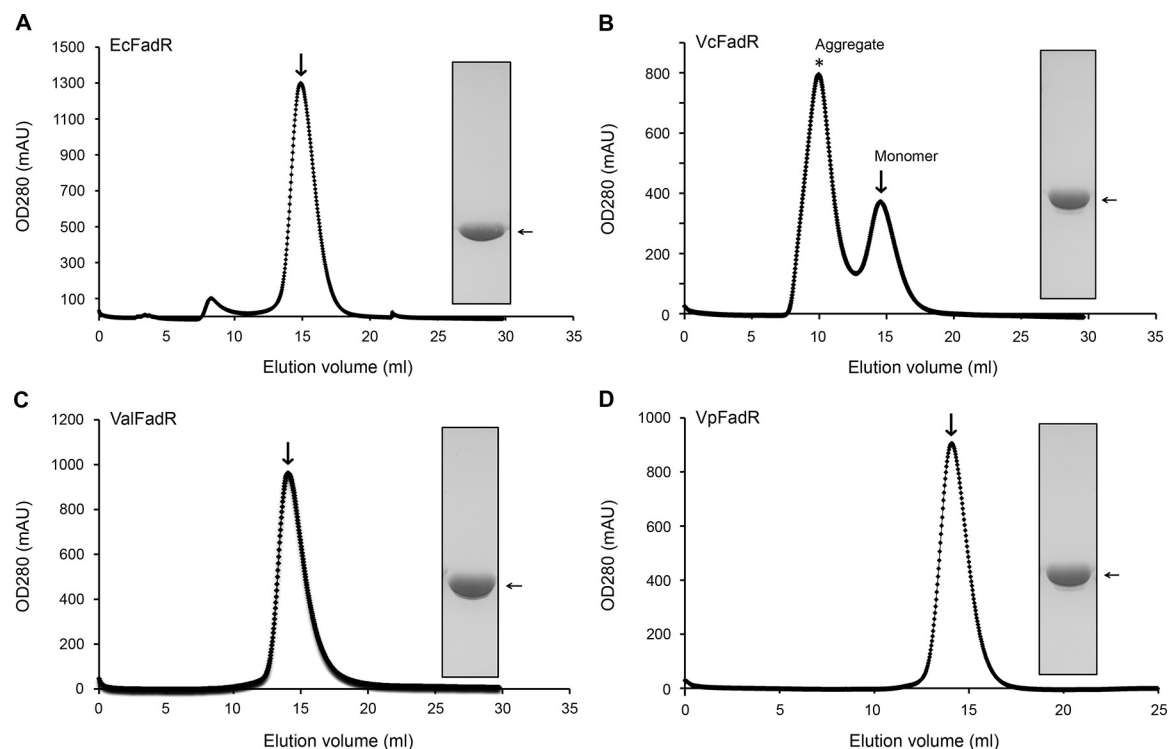 A
EcFadR
1500
1300
1100
900
700
500
300
100
OD280 (mAU)
0 5 10 15 20 25 30 35
Elution volume (ml)
B
VcFadR
Aggregate
*
Monomer
800
600
400
200
0
OD280 (mAU)
0 5 10 15 20 25 30 35
Elution volume (ml)
C
ValFadR
1200
1000
800
600
400
200
0
OD280 (mAU)
0 5 10 15 20 25 30 35
Elution volume (ml)
D
VpFadR
1000
800
600
400
200
0
OD280 (mAU)
0 5 10 15 20 25
Elution volume (ml)